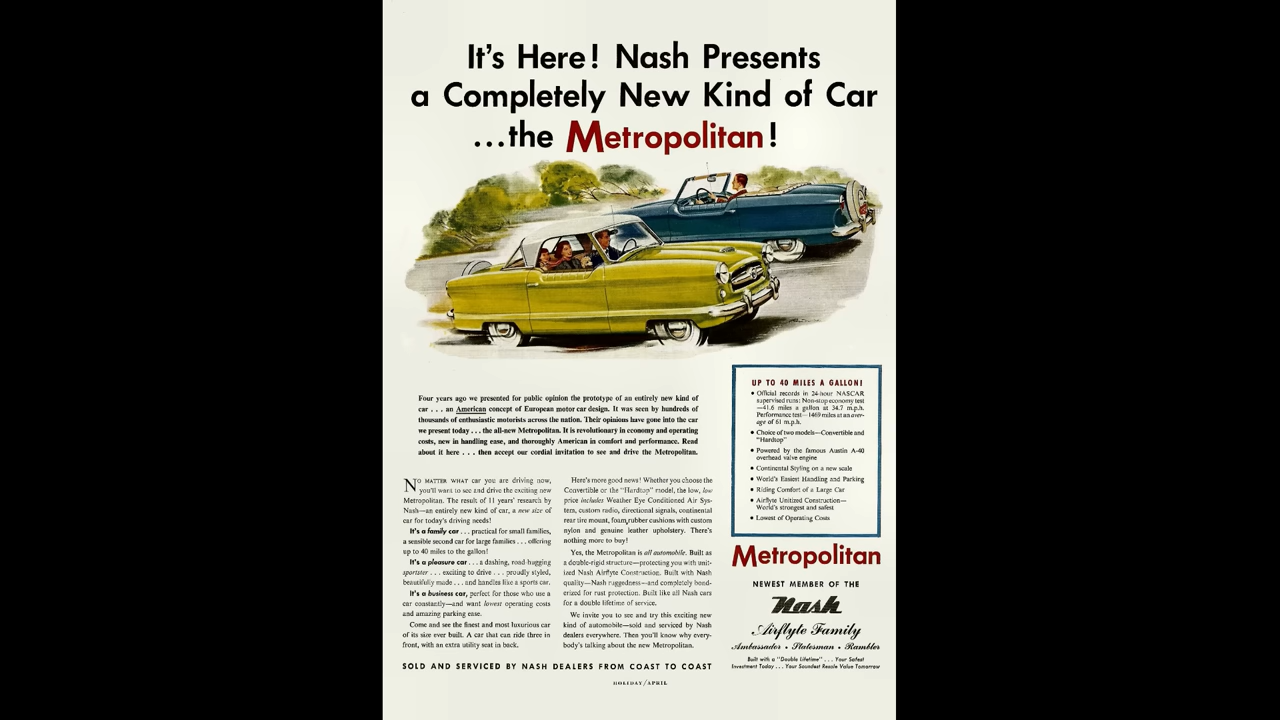 It's Here! Nash Presents
a Completely New Kind of Car
...the Metropolitan!
Four years ago we presented for public opinion the prototype of an entirely new kind of
car . . . an American concept of European motor car design. It was seen by hundreds of
thousands of enthusiastic motorists across the nation. Their opinions have gone into the car
we present today . . . the all-new Metropolitan. It is revolutionary in economy and operating
costs, new in handling ease, and thoroughly American in comfort and performance. Read
about it here . . . then accept our cordial invitation to see and drive the Metropolitan.
NO MATTER WHAT car you are driving now,
you'll want to see and drive the exciting new
Metropolitan. The result of 11 years' research by
Nash—an entirely new kind of car, a new size of
car for today's driving needs!
It's a family car . . . practical for small families,
a sensible second car for large families . . . offering
up to 40 miles to the gallon!
It's a pleasure car . . . a dashing, road-hugging
sportster . . . exciting to drive . . . proudly styled,
beautifully made . . . and handles like a sports car.
It's a business car, perfect for those who use a
car constantly—and want lowest operating costs
and amazing parking ease.
Come and see the finest and most luxurious car
of its size ever built. A car that can ride three in
front, with an extra utility seat in back.
Here's more good news! Whether you choose the
Convertible or the "Hardtop" model, the low, low
price includes Weather Eye Conditioned Air Sys-
tem, custom radio, directional signals, continental
rear tire mount, foam rubber cushions with custom
nylon and genuine leather upholstery. There's
nothing more to buy!
Yes, the Metropolitan is all automobile. Built as
a double-rigid structure—protecting you with unit-
ized Nash Airflyte Construction. Built with Nash
quality—Nash ruggedness—and completely bond-
erized for rust protection. Built like all Nash cars
for a double lifetime of service.
We invite you to see and try this exciting new
kind of automobile—sold and serviced by Nash
dealers everywhere. Then you'll know why every-
body's talking about the new Metropolitan.
SOLD AND SERVICED BY NASH DEALERS FROM COAST TO COAST
UP TO 40 MILES A GALLON!
• Official records in 24-hour NASCAR
supervised runs: Non-stop economy test
—41.6 miles a gallon at 34.7 m.p.h.
Performance test—1469 miles at an aver-
age of 61 m.p.h.
• Choice of two models—Convertible and
"Hardtop"
• Powered by the famous Austin A-40
overhead valve engine
• Continental Styling on a new scale
• World's Easiest Handling and Parking
• Riding Comfort of a Large Car
• Airflyte Unitized Construction—
World's strongest and safest
• Lowest of Operating Costs
Metropolitan
NEWEST MEMBER OF THE
Nash
Airflyte Family
Ambassador • Statesman • Rambler
Built with a "Double Lifetime" . . . Your Safest
Investment Today . . . Your Soundest Resale Value Tomorrow
HOLIDAY/APRIL